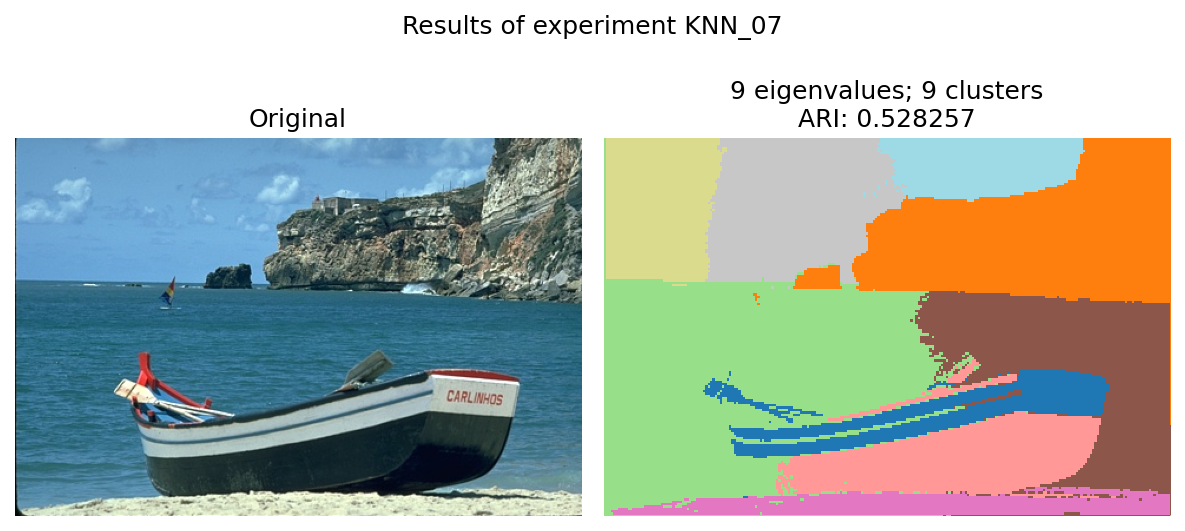 Results of experiment KNN_07
Original
9 eigenvalues; 9 clusters
ARI: 0.528257
CARLINHOS